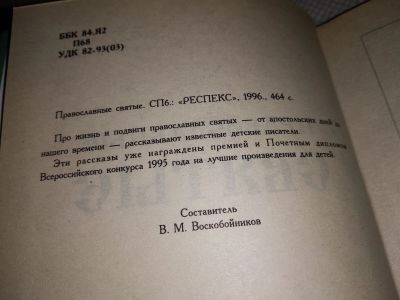 ББК 84.Я2
П68
УДК 82-93(03)
Православные святые. СПб.: «РЕСПЕКС», 1996., 464 с.
Про жизнь и подвиги православных святых — от апостольских дней до
нашего времени — рассказывают известные детские писатели.
Эти рассказы уже награждены премией и Почетным дипломом
Всероссийского конкурса 1995 года на лучшие произведения для детей.
Составитель
В. М. Воскобойников